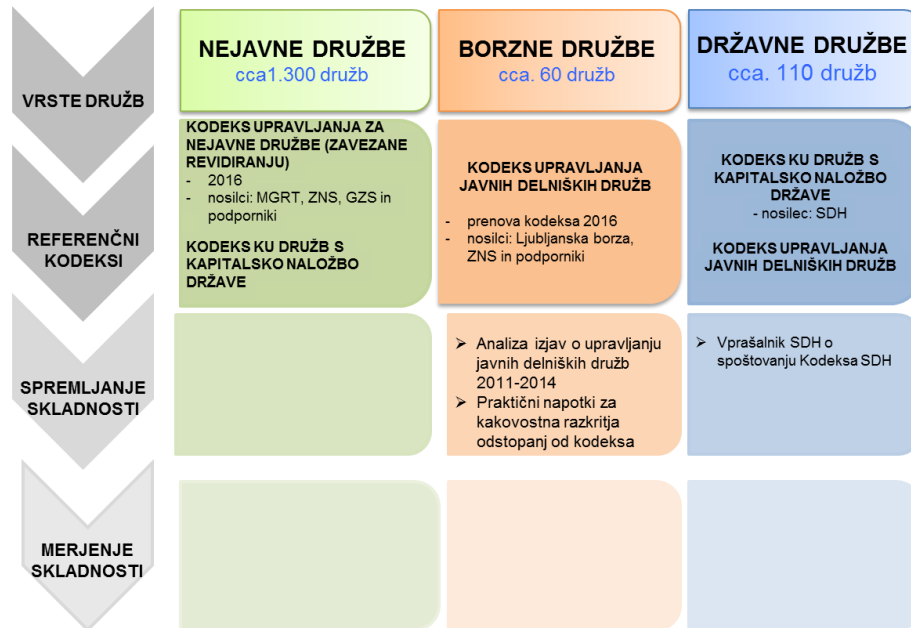 VRSTE DRUŽB
NEJAVNE DRUŽBE
cca1.300 družb
BORZNE DRUŽBE
cca. 60 družb
DRŽAVNE DRUŽBE
cca. 110 družb
REFERENČNI
KODEKSI
KODEKS UPRAVLJANJA ZA
NEJAVNE DRUŽBE (ZAVEZANE
REVIDIRANJU)
- 2016
- nosilci: MGRT, ZNS, GZS in
podporniki
KODEKS KU DRUŽB S
KAPITALSKO NALOŽBO
DRŽAVE
KODEKS UPRAVLJANJA
JAVNIH DELNIŠKIH DRUŽB
- prenova kodeksa 2016
- nosilci: Ljubljanska borza,
ZNS in podporniki
KODEKS KU DRUŽB S
KAPITALSKO NALOŽBO
DRŽAVE
- nosilec: SDH
KODEKS UPRAVLJANJA
JAVNIH DELNIŠKIH DRUŽB
SPREMLJANJE
SKLADNOSTI
➢ Analiza izjav o upravljanju
javnih delniških družb
2011-2014
➢ Praktični napotki za
kakovostna razkritja
odstopanj od kodeksa
➢ Vprašalnik SDH o
spoštovanju Kodeksa SDH
MERJENJE
SKLADNOSTI